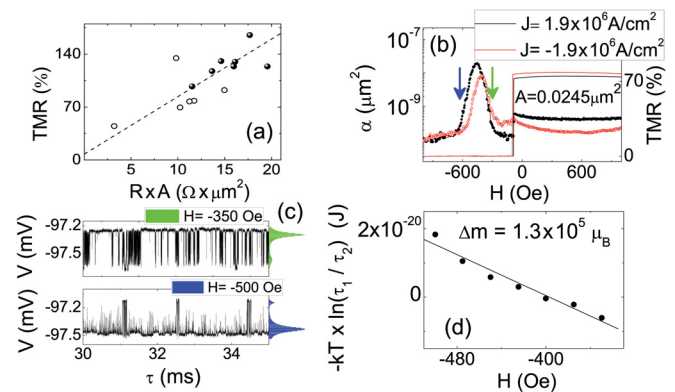 140
70
0
TMR (%)
0 5 10 15 20
R x A (Ω x μm²)
(a)
(b)
J= 1.9x10⁶A/cm²
J= -1.9x10⁶A/cm²
10⁻⁷
10⁻⁹
α (μm²)
A=0.0245μm²
70
0
TMR (%)
-600 0 600
H (Oe)
(c)
H= -350 Oe
-97.2
-97.5
V (mV)
H= -500 Oe
-97.2
-97.5
V (mV)
30 32 34
τ (ms)
2x10⁻²⁰
0
-kT x ln(τ₁ / τ₂) (J)
Δm = 1.3x10⁵ μB
(d)
-480 -400
H (Oe)